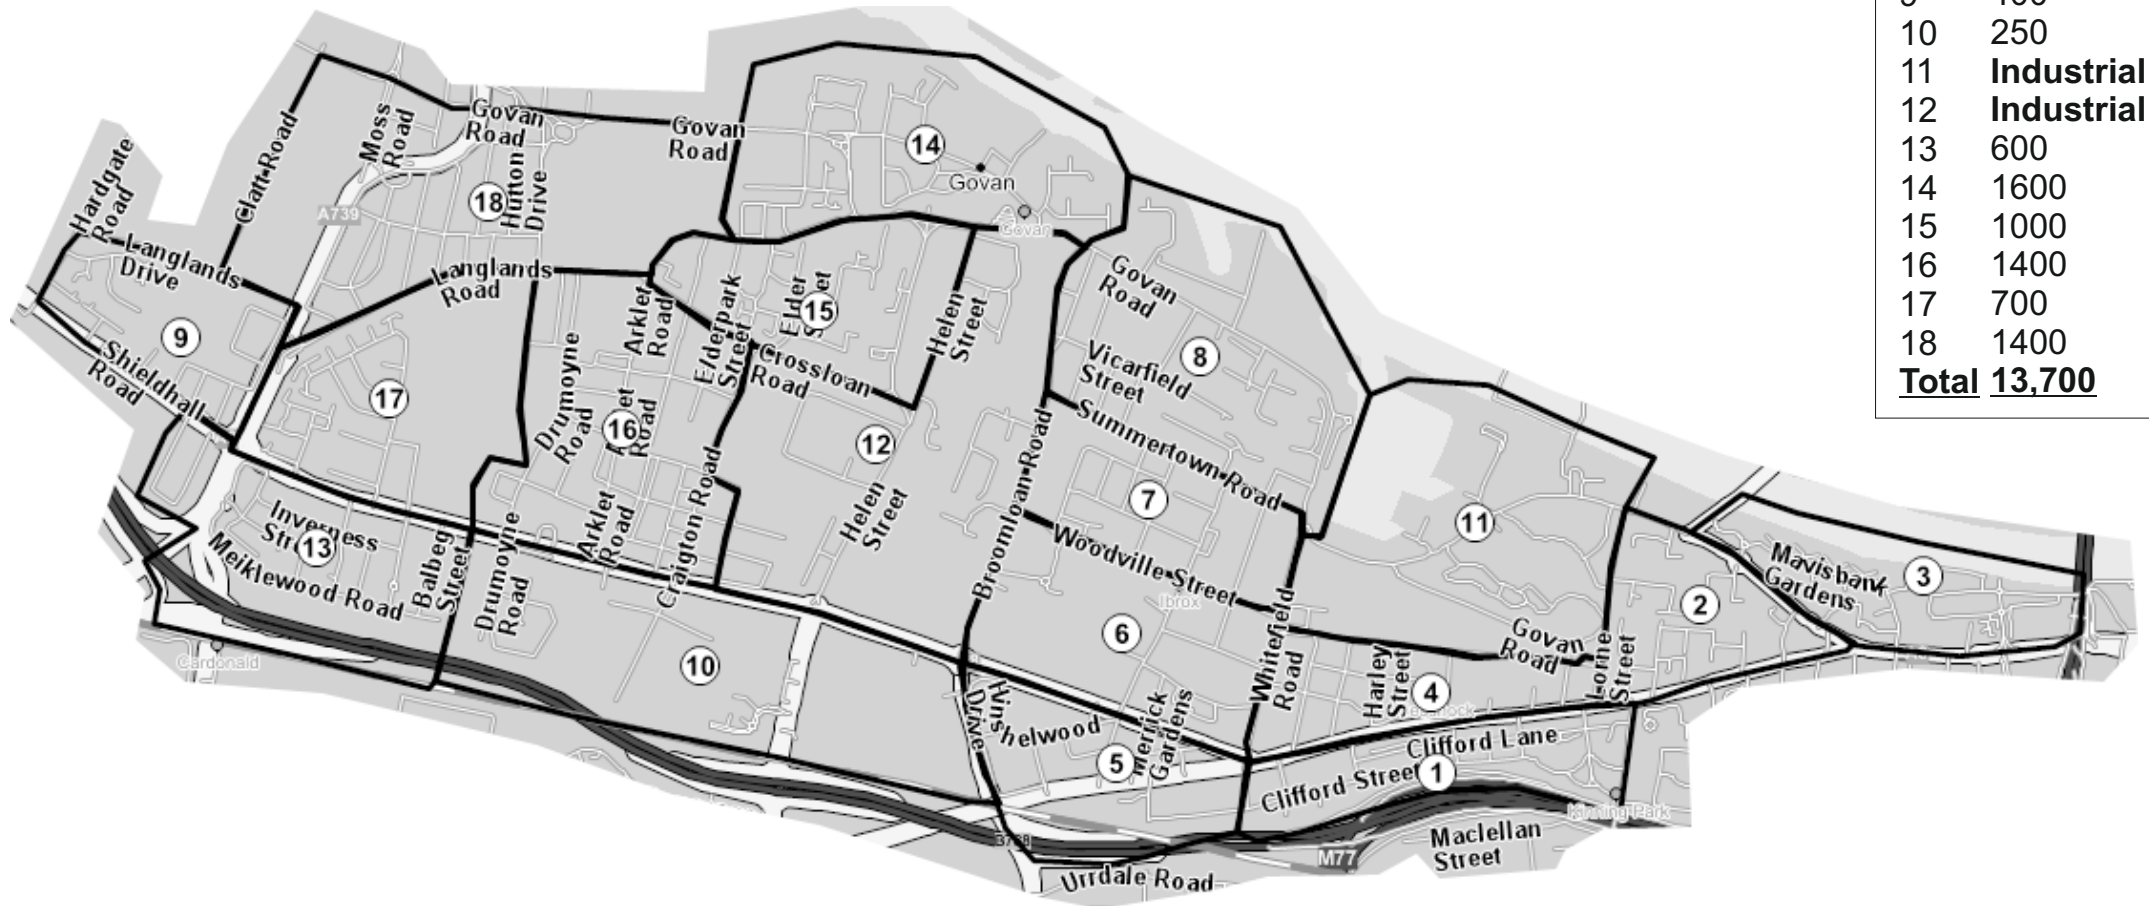 10 250
11 Industrial
12 Industrial
13 600
14 1600
15 1000
16 1400
17 700
18 1400
Total 13,700
Govan
Road
Govan
Road
Moss
Road
Clatt Road
Hutton
Drive
18
A739
14
Govan
Govan
Hardgate
Road
Langlands
Drive
Langlands
Road
9
Shieldhall
Road
17
Drumoyne
Road
Arklet
Road
16
Road
Elderpark
Street
Elder
15
Crossloan
Road
Helen
Street
12
Helen
Street
Govan
Road
8
Vicarfield
Street
Summertown Road
7
Broomloan Road
Woodville Street
Ibrox
6
11
Inverness
13
Meiklewood Road
Balbeg
Street
Drumoyne
Road
Arklet
Road
Craigton Road
10
Cardonald
Hinshelwood
Drive
Merrick
Gardens
5
Whitefield
Road
Harley
Street
4
Govan
Road
Lorne
Street
2
Mavisbank
Gardens
3
Clifford Lane
Clifford Street
1
Kinning Park
Maclellan
Street
M77
Urrdale Road